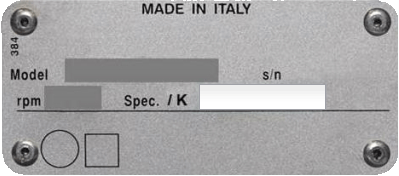 MADE IN ITALY
384
Model s/n
rpm Spec. / K